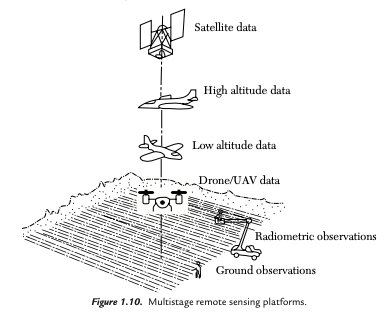 Satellite data
High altitude data
Low altitude data
Drone/UAV data
Radiometric observations
Ground observations
Figure 1.10. Multistage remote sensing platforms.